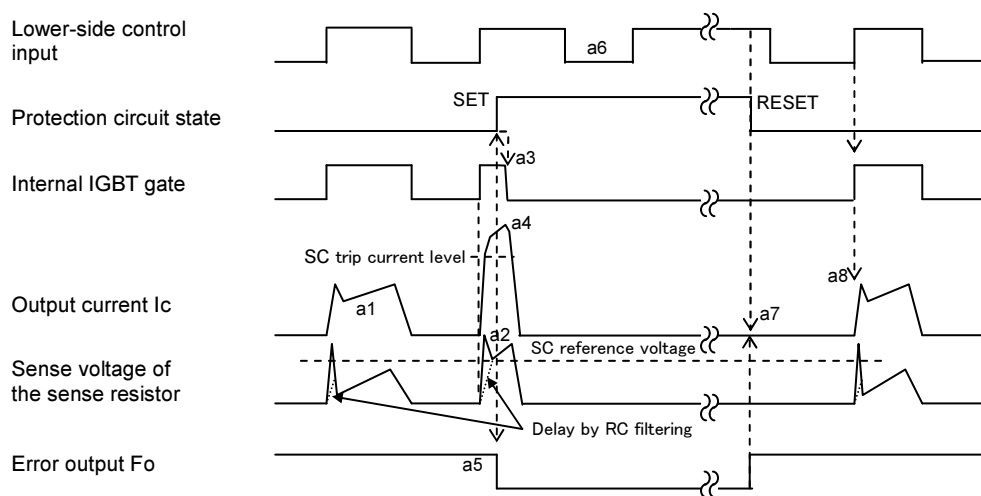 Lower-side control
input
a6
SET
RESET
Protection circuit state
a3
Internal IGBT gate
a4
SC trip current level
a8
Output current Ic
a1
a7
a2
SC reference voltage
Sense voltage of
the sense resistor
Delay by RC filtering
Error output Fo
a5